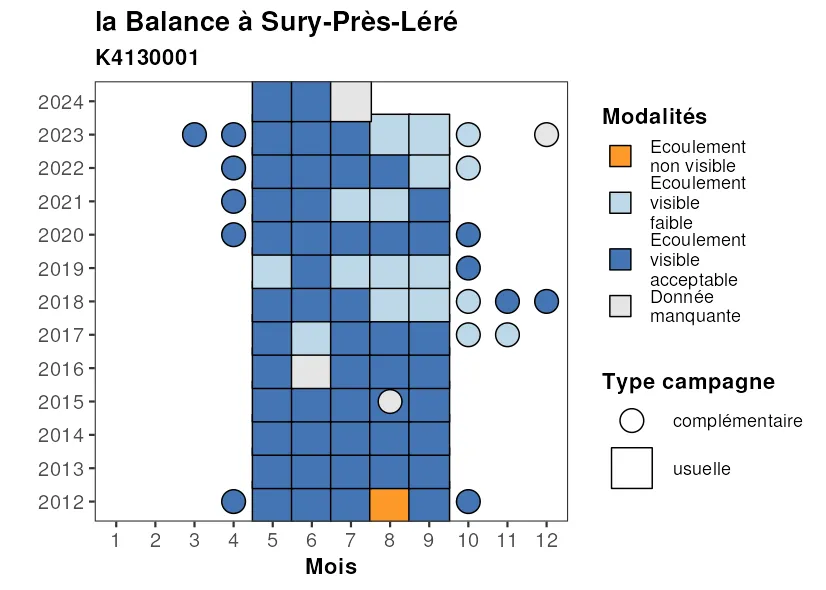 la Balance à Sury-Près-Léré
K4130001
2024
2023
2022
2021
2020
2019
2018
2017
2016
2015
2014
2013
2012
1 2 3 4 5 6 7 8 9 10 11 12
Mois
Modalités
Ecoulement
non visible
Ecoulement
visible
faible
Ecoulement
visible
acceptable
Donnée
manquante
Type campagne
complémentaire
usuelle